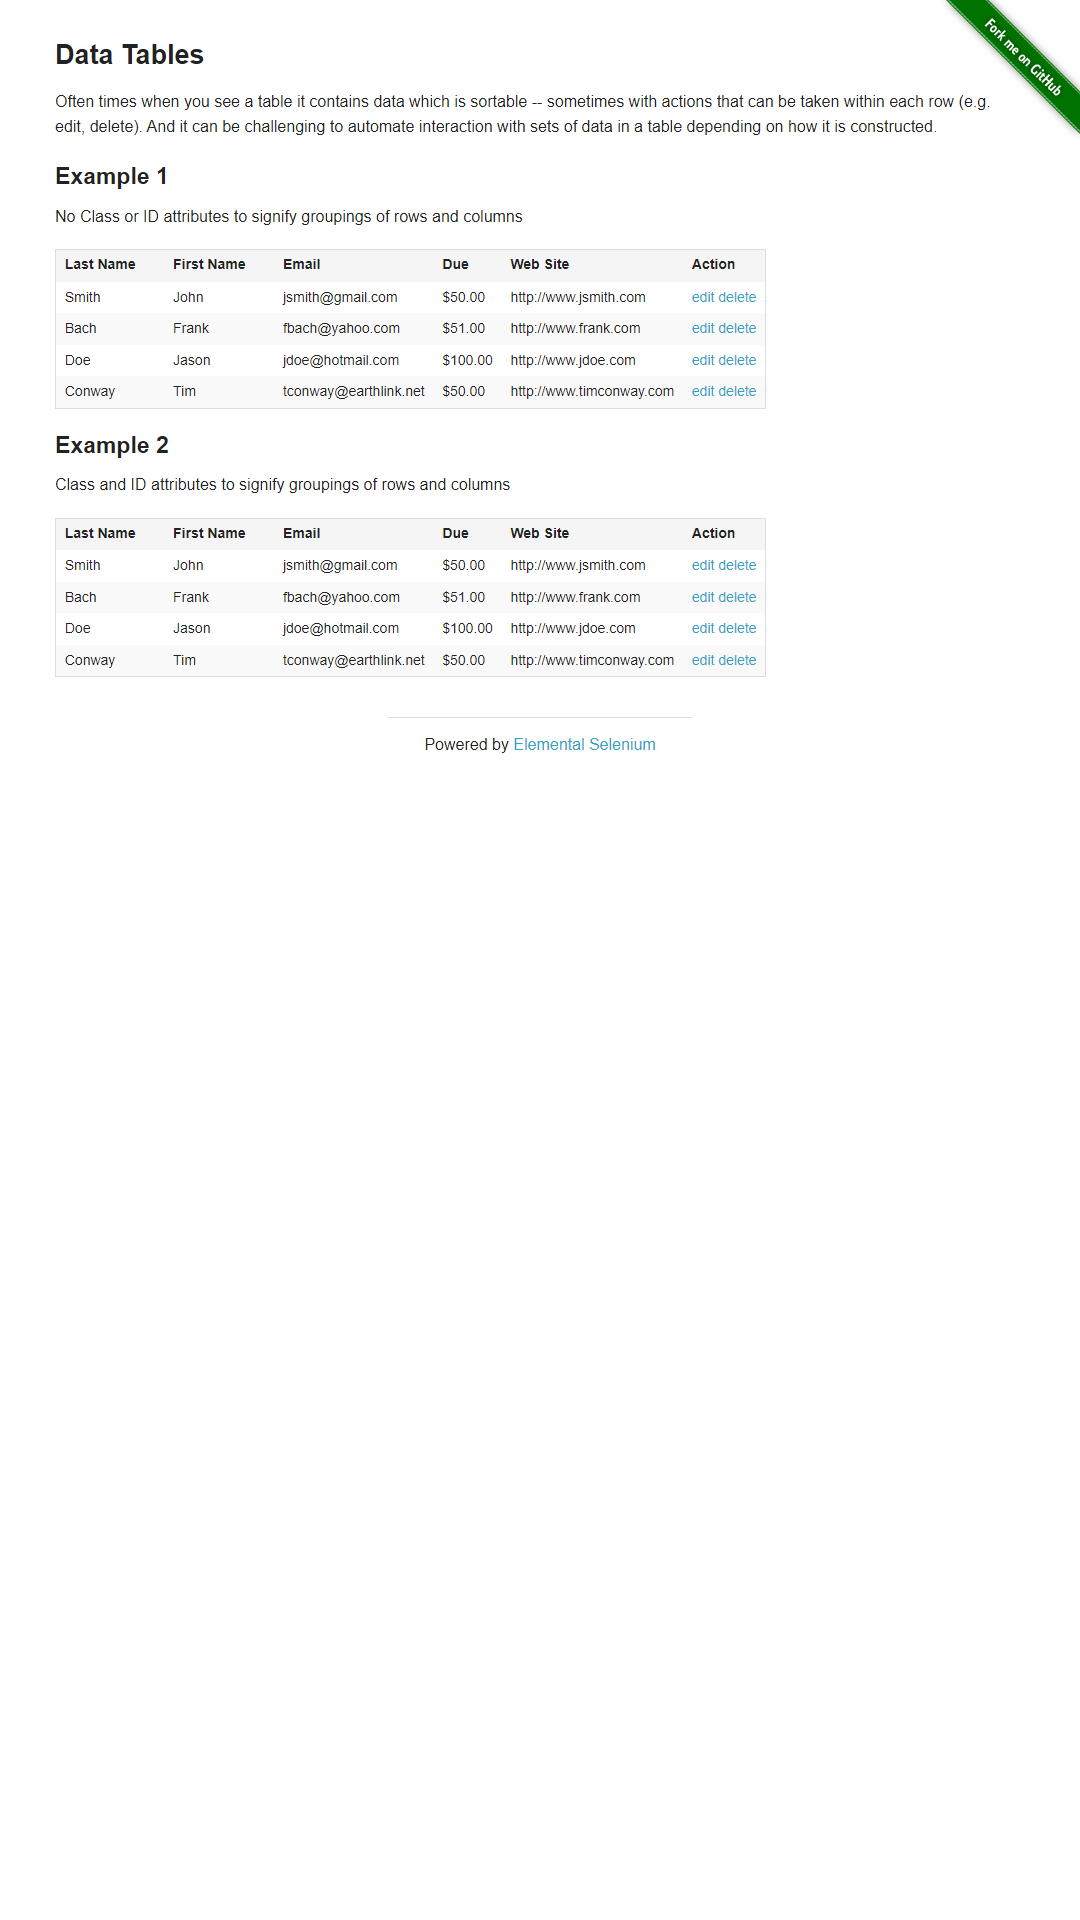 Fork me on GitHub
Data Tables
Often times when you see a table it contains data which is sortable -- sometimes with actions that can be taken within each row (e.g.
edit, delete). And it can be challenging to automate interaction with sets of data in a table depending on how it is constructed.
Example 1
No Class or ID attributes to signify groupings of rows and columns
Last Name First Name Email Due Web Site Action
Smith John jsmith@gmail.com $50.00 http://www.jsmith.com edit delete
Bach Frank fbach@yahoo.com $51.00 http://www.frank.com edit delete
Doe Jason jdoe@hotmail.com $100.00 http://www.jdoe.com edit delete
Conway Tim tconway@earthlink.net $50.00 http://www.timconway.com edit delete
Example 2
Class and ID attributes to signify groupings of rows and columns
Last Name First Name Email Due Web Site Action
Smith John jsmith@gmail.com $50.00 http://www.jsmith.com edit delete
Bach Frank fbach@yahoo.com $51.00 http://www.frank.com edit delete
Doe Jason jdoe@hotmail.com $100.00 http://www.jdoe.com edit delete
Conway Tim tconway@earthlink.net $50.00 http://www.timconway.com edit delete
Powered by Elemental Selenium